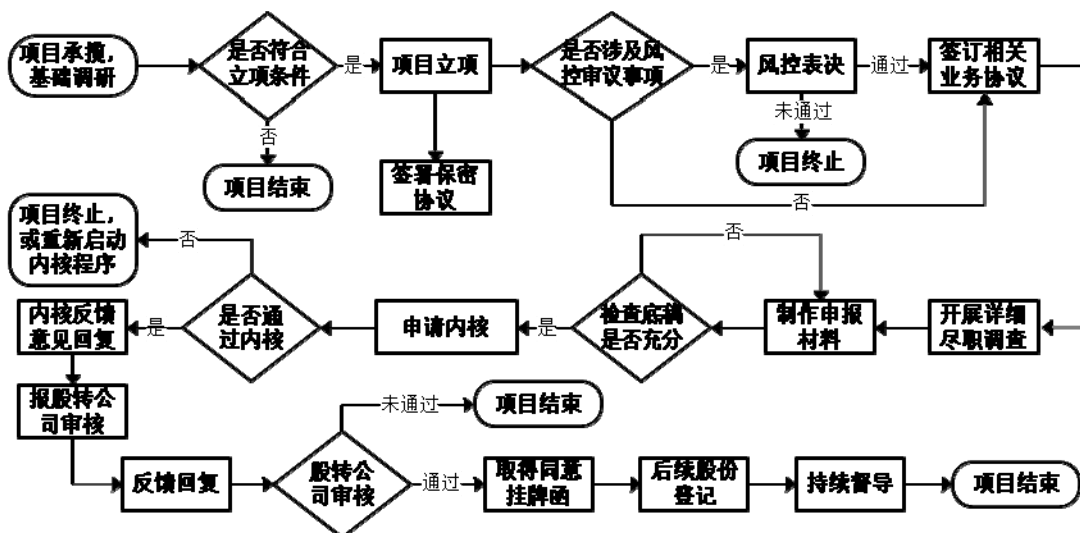 项目承揽，
基础调研
是否符合
立项条件
是
项目立项
是否涉及风
控审议事项
是
风控表决
通过
签订相关
业务协议
否
未通过
项目结束
签署保密
协议
项目终止
否
项目终止，
或重新启动
内核程序
否
否
内核反馈
意见回复
是
是否通
过内核
申请内核
是
检查底稿
是否充分
制作申报
材料
开展详细
尽职调查
报股转公
司审核
未通过
项目结束
反馈回复
股转公
司审核
通过
取得同意
挂牌函
后续股份
登记
持续督导
项目结束